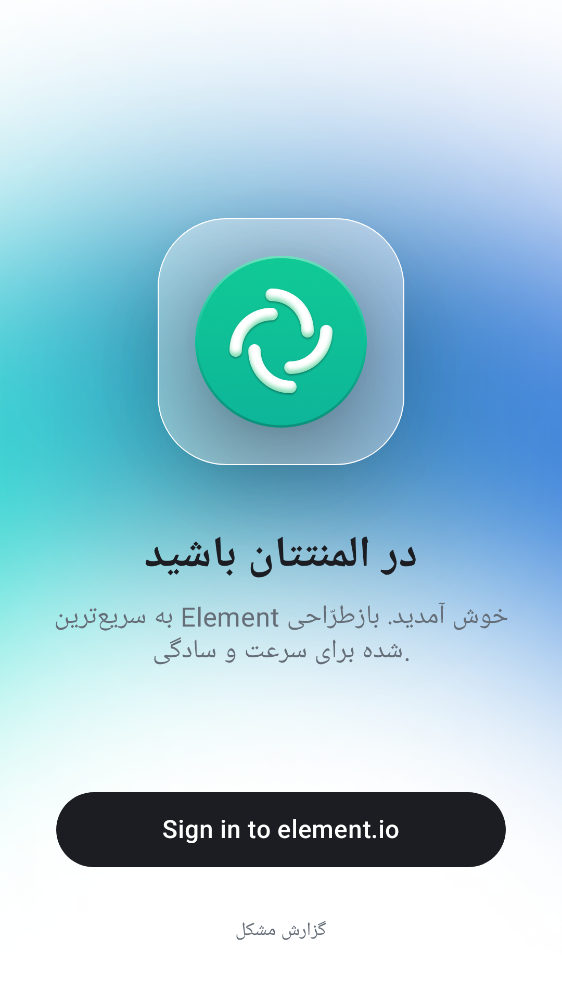 در المنتتان باشید
به سریع‌ترین Element خوش آمدید. بازطرّاحی
شده برای سرعت و سادگی.
Sign in to element.io
گزارش مشکل